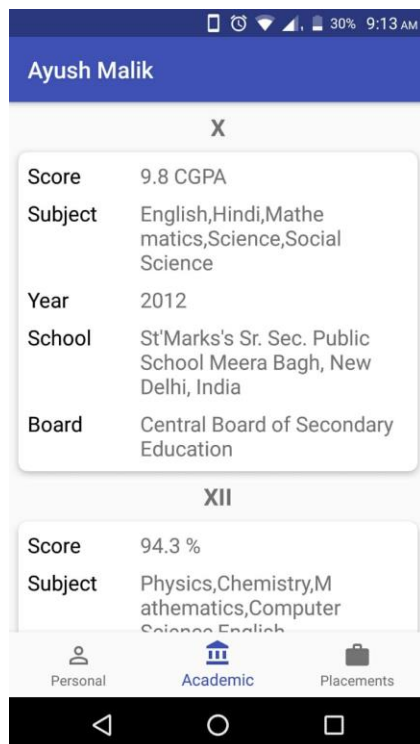 30% 9:13 AM
Ayush Malik
X
Score 9.8 CGPA
Subject English,Hindi,Mathe
matics,Science,Social
Science
Year 2012
School St'Marks's Sr. Sec. Public
School Meera Bagh, New
Delhi, India
Board Central Board of Secondary
Education
XII
Score 94.3 %
Subject Physics,Chemistry,M
athematics,Computer
Science,English
Personal Academic Placements